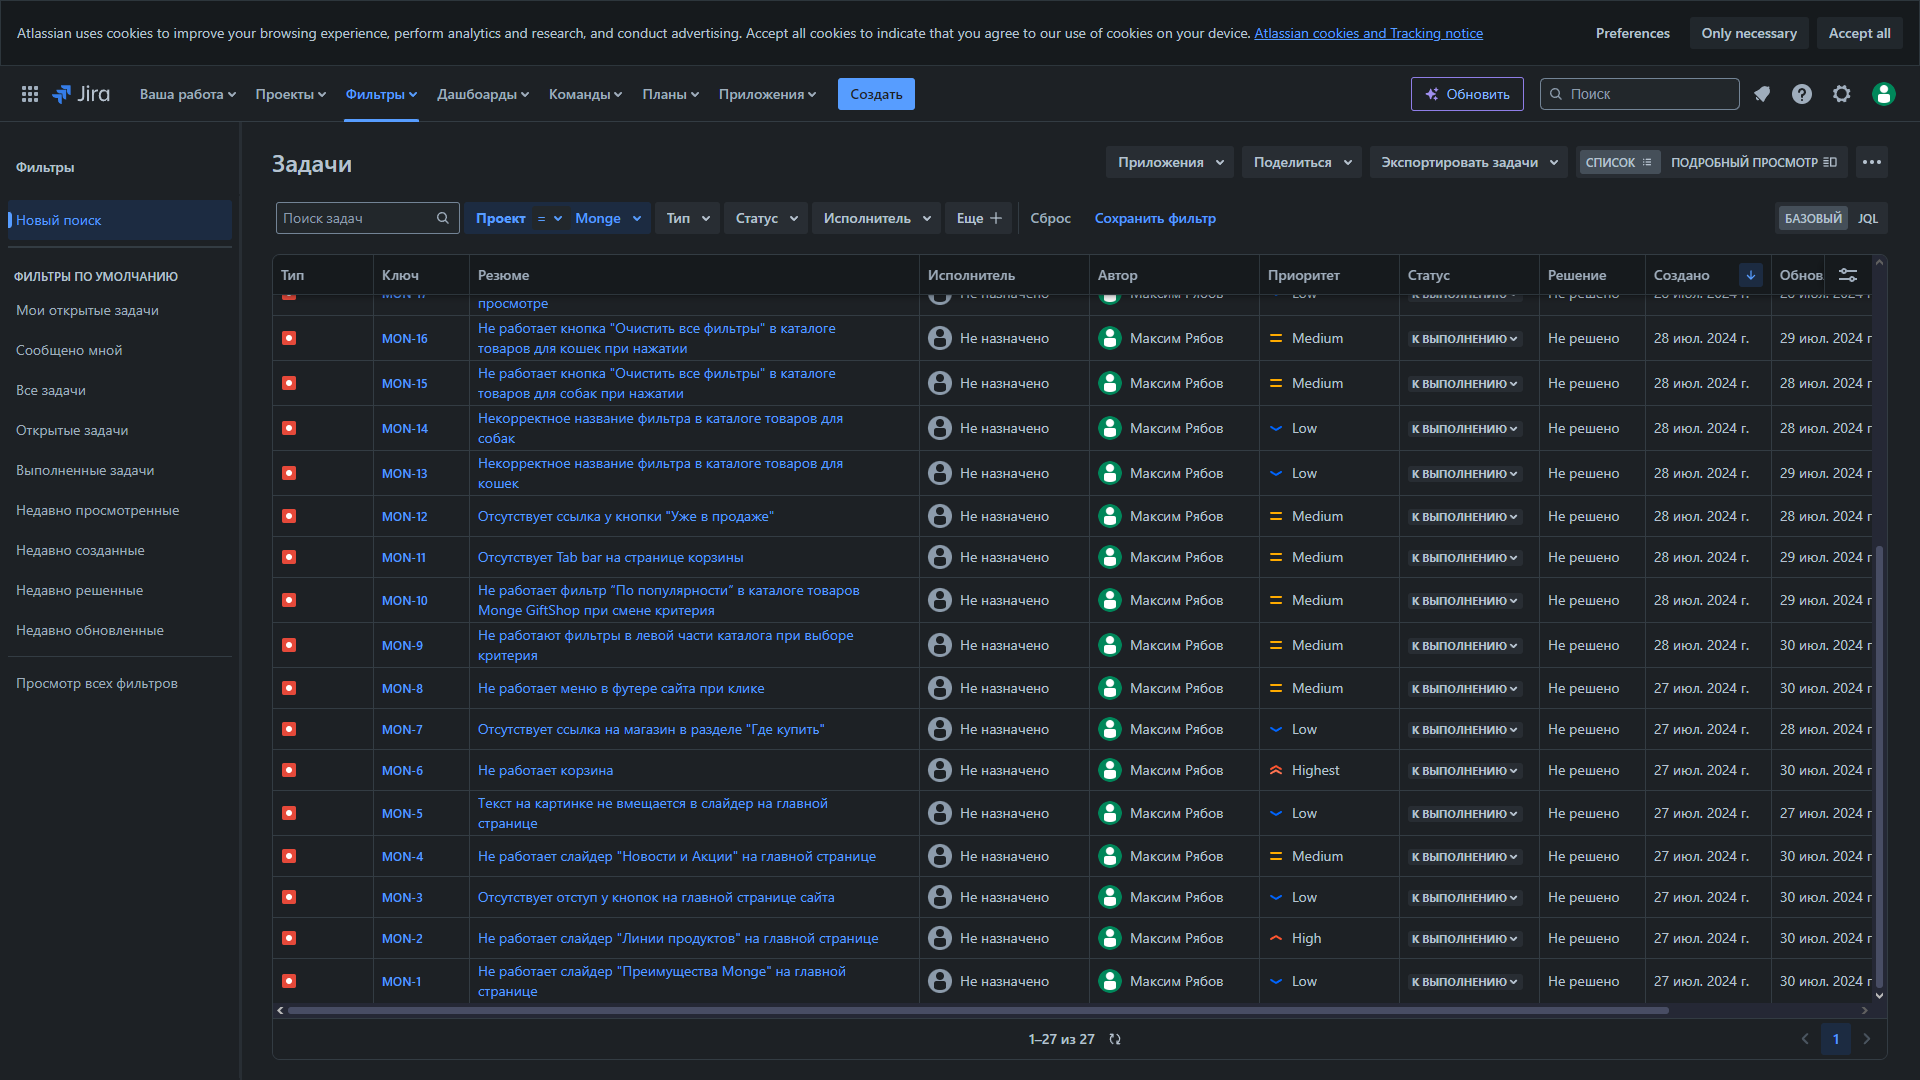 Atlassian uses cookies to improve your browsing experience, perform analytics and research, and conduct advertising. Accept all cookies to indicate that you agree to our use of cookies on your device. Atlassian cookies and Tracking notice
Preferences
Only necessary
Accept all
Jira
Ваша работа
Проекты
Фильтры
Дашбоарды
Команды
Планы
Приложения
Создать
Обновить
Поиск
Фильтры
Новый поиск
ФИЛЬТРЫ ПО УМОЛЧАНИЮ
Мои открытые задачи
Сообщено мной
Все задачи
Открытые задачи
Выполненные задачи
Недавно просмотренные
Недавно созданные
Недавно решенные
Недавно обновленные
Просмотр всех фильтров
Задачи
Приложения
Поделиться
Экспортировать задачи
СПИСОК
ПОДРОБНЫЙ ПРОСМОТР
Поиск задач
Проект = Monge
Тип
Статус
Исполнитель
Еще
Сброс
Сохранить фильтр
БАЗОВЫЙ
JQL
Тип Ключ Резюме Исполнитель Автор Приоритет Статус Решение Создано Обнов.
просмотре
MON-16 Не работает кнопка "Очистить все фильтры" в каталоге Не назначено Максим Рябов Medium К ВЫПОЛНЕНИЮ Не решено 28 июл. 2024 г. 29 июл. 2024 г
товаров для кошек при нажатии
MON-15 Не работает кнопка "Очистить все фильтры" в каталоге Не назначено Максим Рябов Medium К ВЫПОЛНЕНИЮ Не решено 28 июл. 2024 г. 29 июл. 2024 г
товаров для собак при нажатии
MON-14 Некорректное название фильтра в каталоге товаров для Не назначено Максим Рябов Low К ВЫПОЛНЕНИЮ Не решено 28 июл. 2024 г. 28 июл. 2024 г
собак
MON-13 Некорректное название фильтра в каталоге товаров для Не назначено Максим Рябов Low К ВЫПОЛНЕНИЮ Не решено 28 июл. 2024 г. 29 июл. 2024 г
кошек
MON-12 Отсутствует ссылка у кнопки "Уже в продаже" Не назначено Максим Рябов Medium К ВЫПОЛНЕНИЮ Не решено 28 июл. 2024 г. 28 июл. 2024 г
MON-11 Отсутствует Tab bar на странице корзины Не назначено Максим Рябов Medium К ВЫПОЛНЕНИЮ Не решено 28 июл. 2024 г. 29 июл. 2024 г
MON-10 Не работает фильтр “По популярности“ в каталоге товаров Не назначено Максим Рябов Medium К ВЫПОЛНЕНИЮ Не решено 28 июл. 2024 г. 29 июл. 2024 г
Monge GiftShop при смене критерия
MON-9 Не работают фильтры в левой части каталога при выборе Не назначено Максим Рябов Medium К ВЫПОЛНЕНИЮ Не решено 28 июл. 2024 г. 30 июл. 2024 г
критерия
MON-8 Не работает меню в футере сайта при клике Не назначено Максим Рябов Medium К ВЫПОЛНЕНИЮ Не решено 27 июл. 2024 г. 30 июл. 2024 г
MON-7 Отсутствует ссылка на магазин в разделе "Где купить" Не назначено Максим Рябов Low К ВЫПОЛНЕНИЮ Не решено 27 июл. 2024 г. 28 июл. 2024 г
MON-6 Не работает корзина Не назначено Максим Рябов Highest К ВЫПОЛНЕНИЮ Не решено 27 июл. 2024 г. 30 июл. 2024 г
MON-5 Текст на картинке не вмещается в слайдер на главной Не назначено Максим Рябов Low К ВЫПОЛНЕНИЮ Не решено 27 июл. 2024 г. 27 июл. 2024 г
странице
MON-4 Не работает слайдер "Новости и Акции" на главной странице Не назначено Максим Рябов Medium К ВЫПОЛНЕНИЮ Не решено 27 июл. 2024 г. 30 июл. 2024 г
MON-3 Отсутствует отступ у кнопок на главной странице сайта Не назначено Максим Рябов Low К ВЫПОЛНЕНИЮ Не решено 27 июл. 2024 г. 30 июл. 2024 г
MON-2 Не работает слайдер "Линии продуктов" на главной странице Не назначено Максим Рябов High К ВЫПОЛНЕНИЮ Не решено 27 июл. 2024 г. 30 июл. 2024 г
MON-1 Не работает слайдер "Преимущества Monge" на главной Не назначено Максим Рябов Low К ВЫПОЛНЕНИЮ Не решено 27 июл. 2024 г. 30 июл. 2024 г
странице
1–27 из 27
1